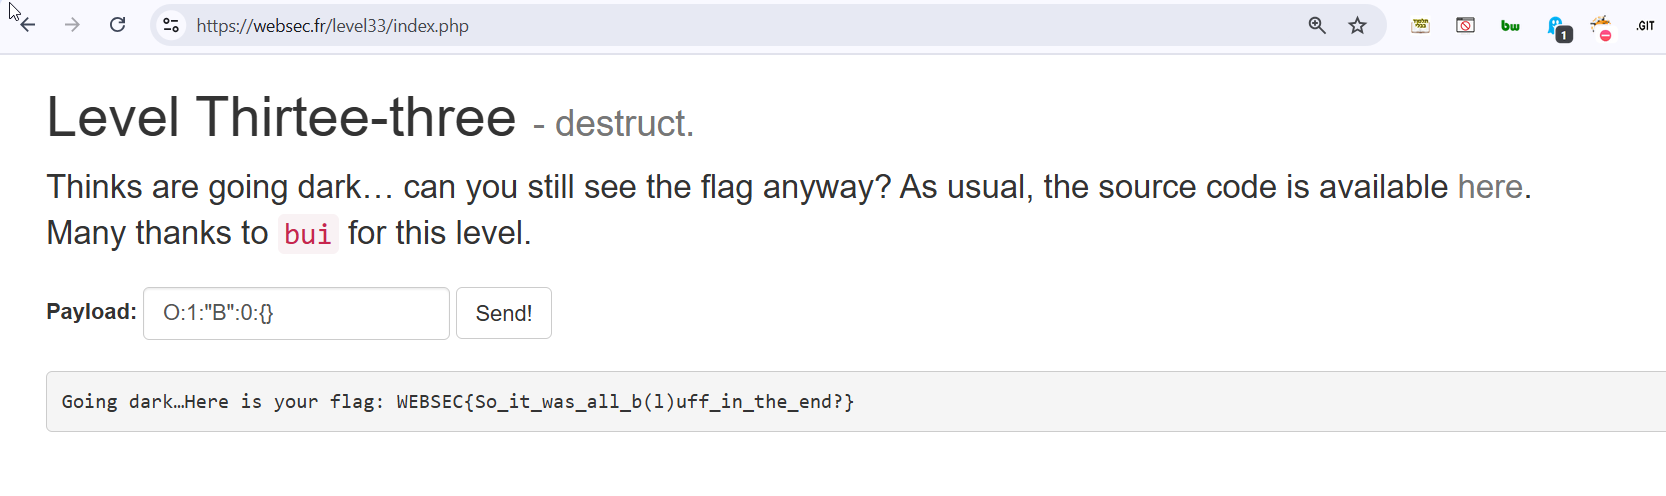 https://websec.fr/level33/index.php
תלמוד בבלי
bw
1
.GIT
Level Thirtee-three - destruct.
Thinks are going dark… can you still see the flag anyway? As usual, the source code is available here.
Many thanks to bui for this level.
Payload: O:1:"B":0:{} Send!
Going dark…Here is your flag: WEBSEC{So_it_was_all_b(l)uff_in_the_end?}